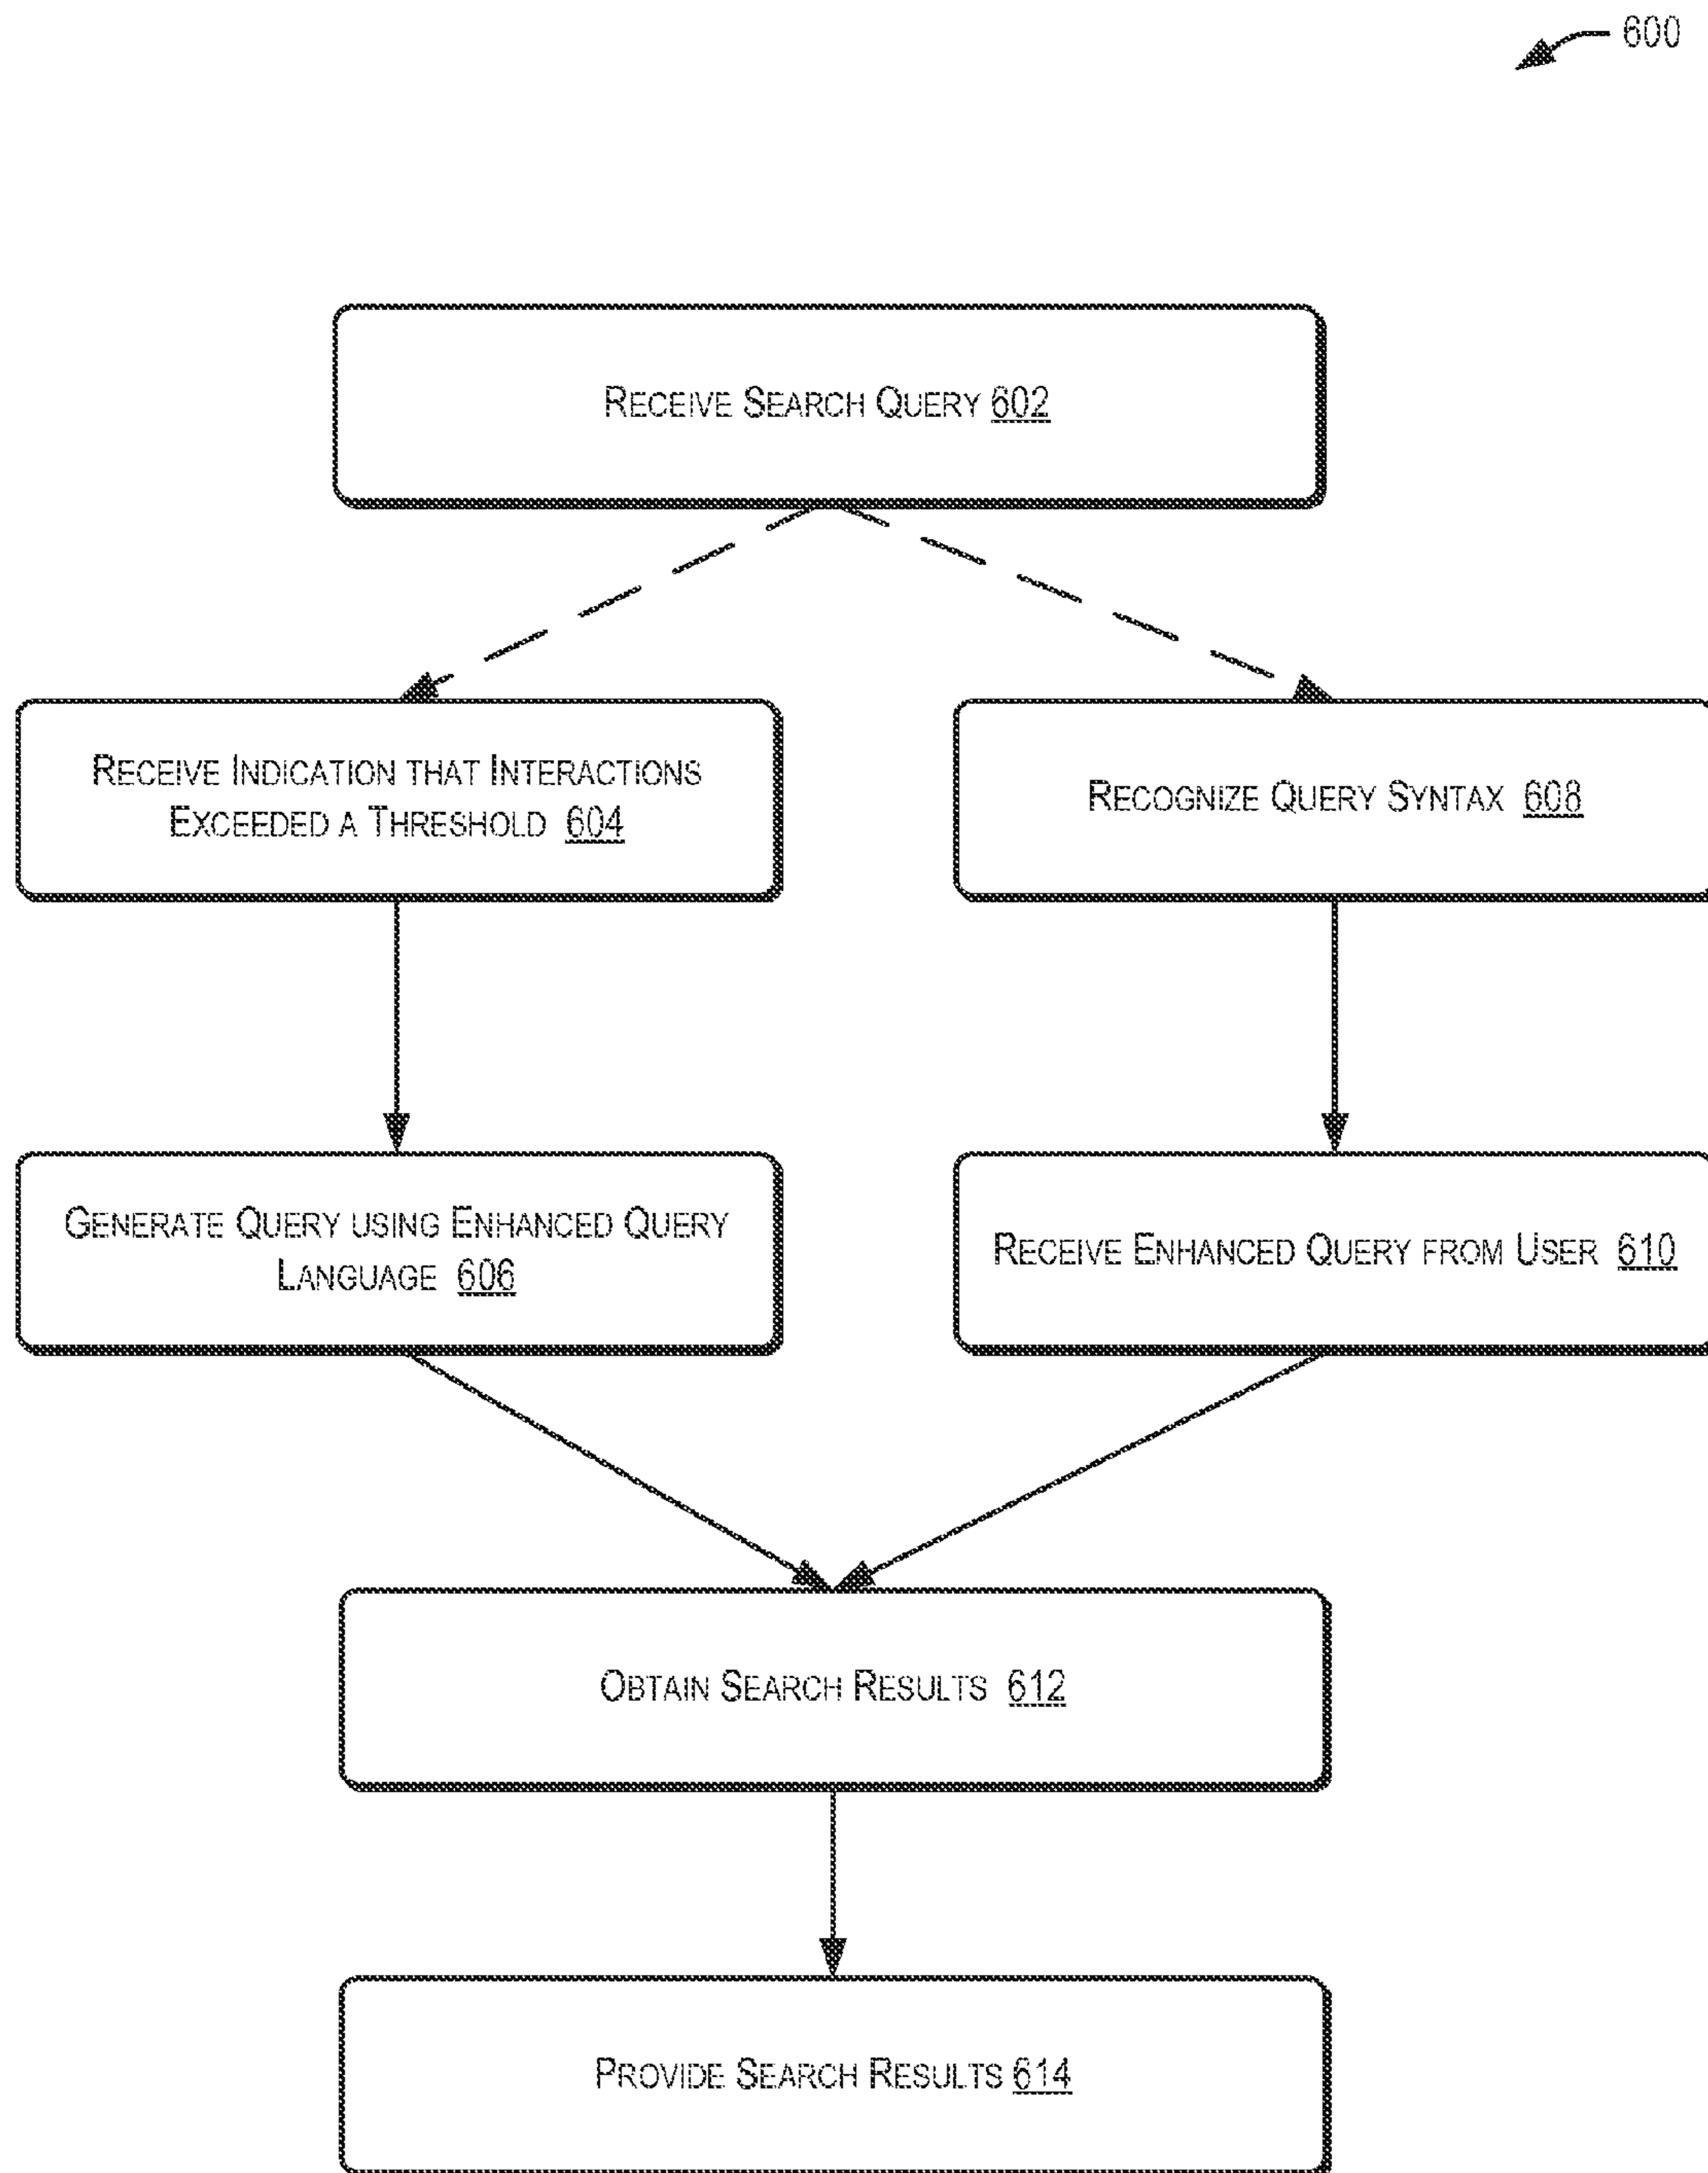 600
RECEIVE SEARCH QUERY 602
RECEIVE INDICATION THAT INTERACTIONS
EXCEEDED A THRESHOLD 604
RECOGNIZE QUERY SYNTAX 608
GENERATE QUERY USING ENHANCED QUERY
LANGUAGE 606
RECEIVE ENHANCED QUERY FROM USER 610
OBTAIN SEARCH RESULTS 612
PROVIDE SEARCH RESULTS 614